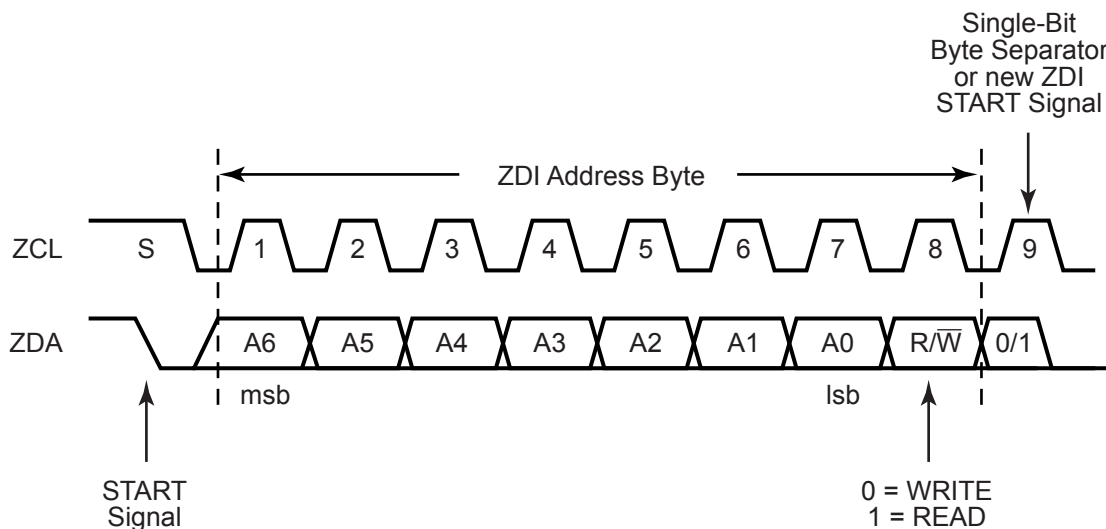 Single-Bit
Byte Separator
or new ZDI
START Signal
ZDI Address Byte
ZCL S 1 2 3 4 5 6 7 8 9
ZDA A6 A5 A4 A3 A2 A1 A0 R/W̅ 0/1
msb lsb
START
Signal
0 = WRITE
1 = READ